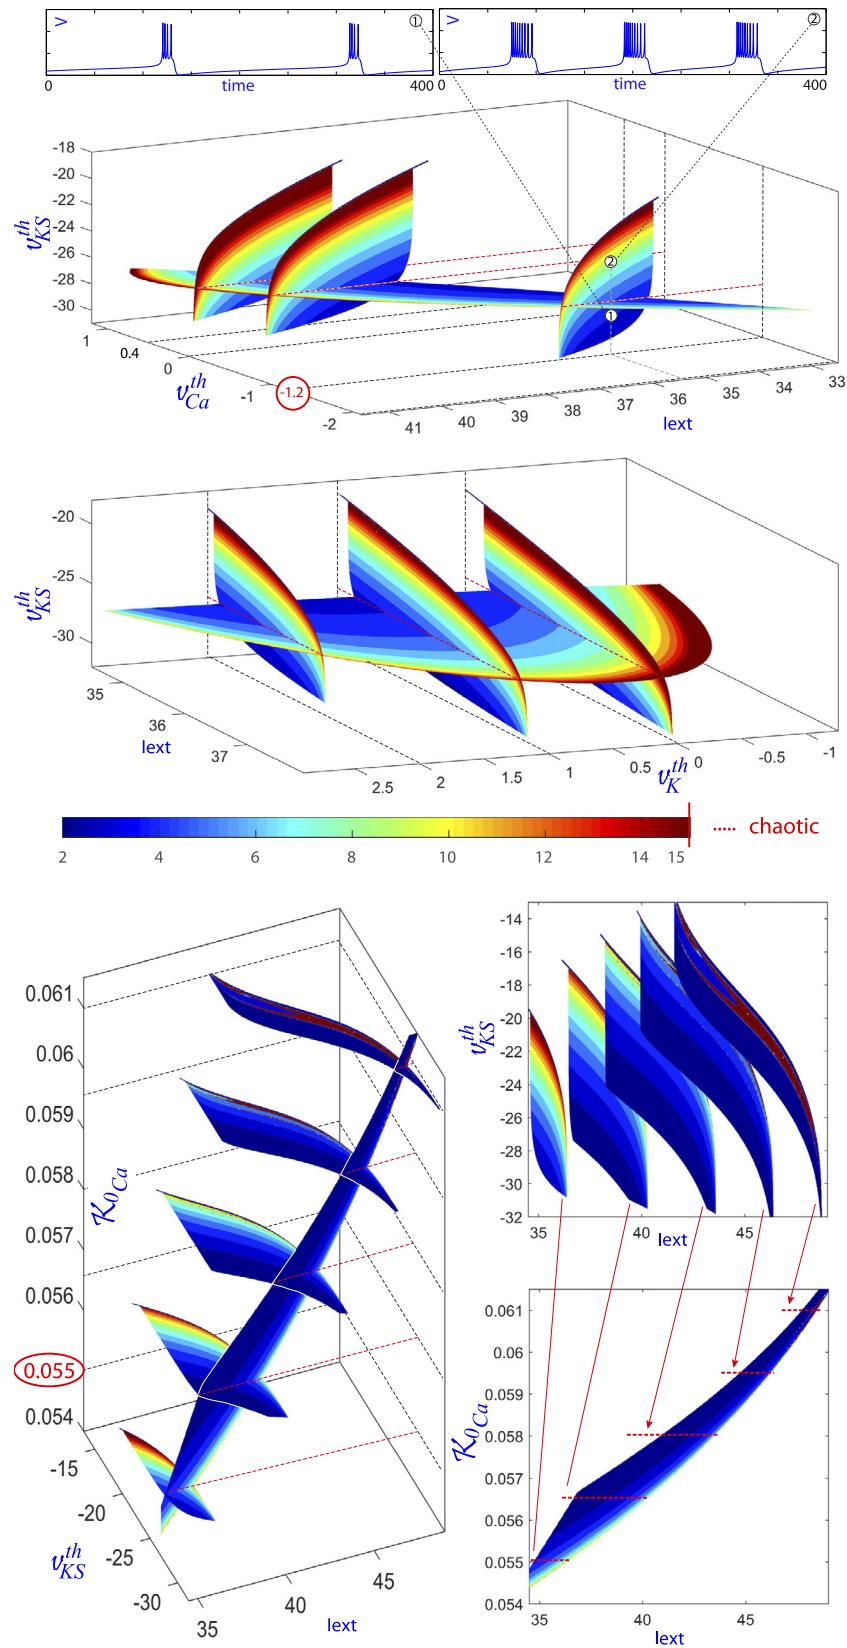 V ① V ②
0 time 400 0 time 400
-18
-20
-22
-24
-26
-28
-30
v_KS^th
1
0.4
0
-1
-1.2
-2
v_Ca^th
②
①
41 40 39 38 37 36 35 34 33
Iext
-20
-25
-30
v_KS^th
35
36
37
Iext
2.5 2 1.5 1 0.5 0 -0.5 -1
v_K^th
2 4 6 8 10 12 14 15
..... chaotic
0.061
0.06
0.059
0.058
0.057
0.056
0.055
0.054
K_0Ca
-15
-20
-25
-30
v_KS^th
35 40 45
Iext
-14
-16
-18
-20
-22
-24
-26
-28
-30
-32
v_KS^th
35 40 45
Iext
0.061
0.06
0.059
0.058
0.057
0.056
0.055
0.054
K_0Ca
35 40 45
Iext